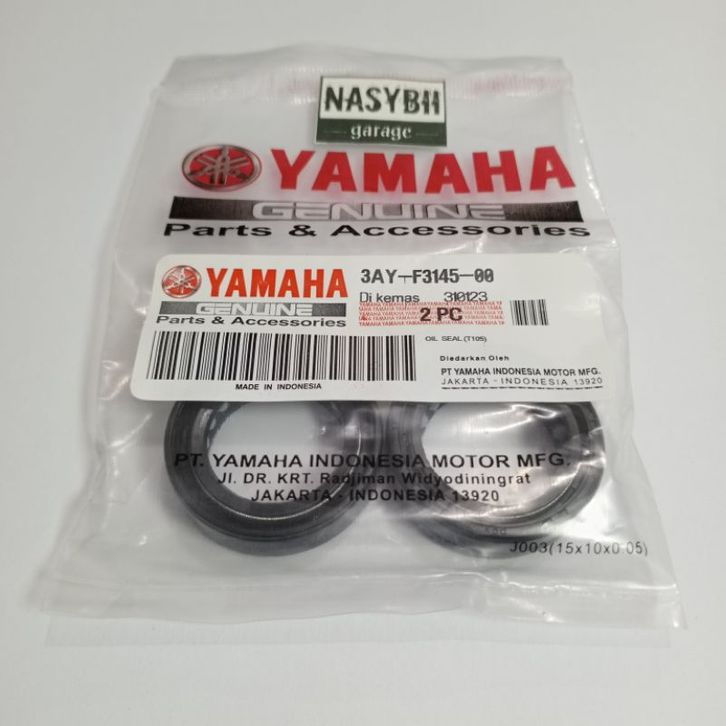 NASYBII
garage
YAMAHA
GENUINE
Parts & Accessories
YAMAHA
GENUINE
Parts & Accessories
3AY-F3145-00
Di kemas 310123
2 PC
OIL SEAL (T105)
Diedarkan Oleh
PT YAMAHA INDONESIA MOTOR MFG.
JAKARTA - INDONESIA 13920
MADE IN INDONESIA
PT. YAMAHA INDONESIA MOTOR MFG.
Jl. DR. KRT. Radjiman Widyodiningrat
JAKARTA - INDONESIA 13920
J003(15x10x0.05)